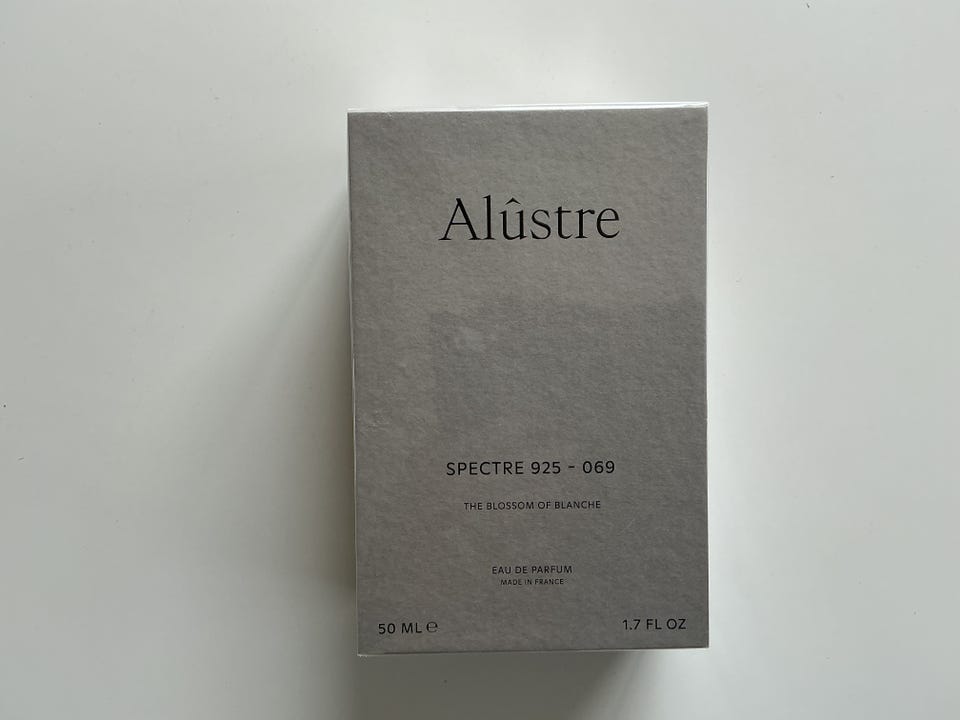 Alûstre
SPECTRE 925 - 069
THE BLOSSOM OF BLANCHE
EAU DE PARFUM
MADE IN FRANCE
50 ML ℮
1.7 FL OZ